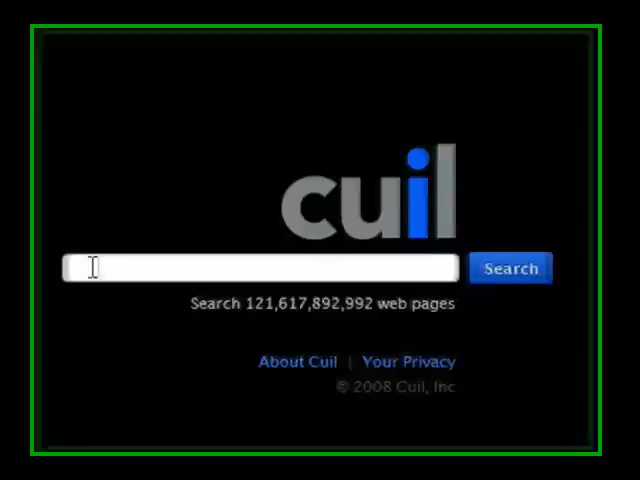 cuil
Search
Search 121,617,892,992 web pages
About Cuil | Your Privacy
© 2008 Cuil, Inc